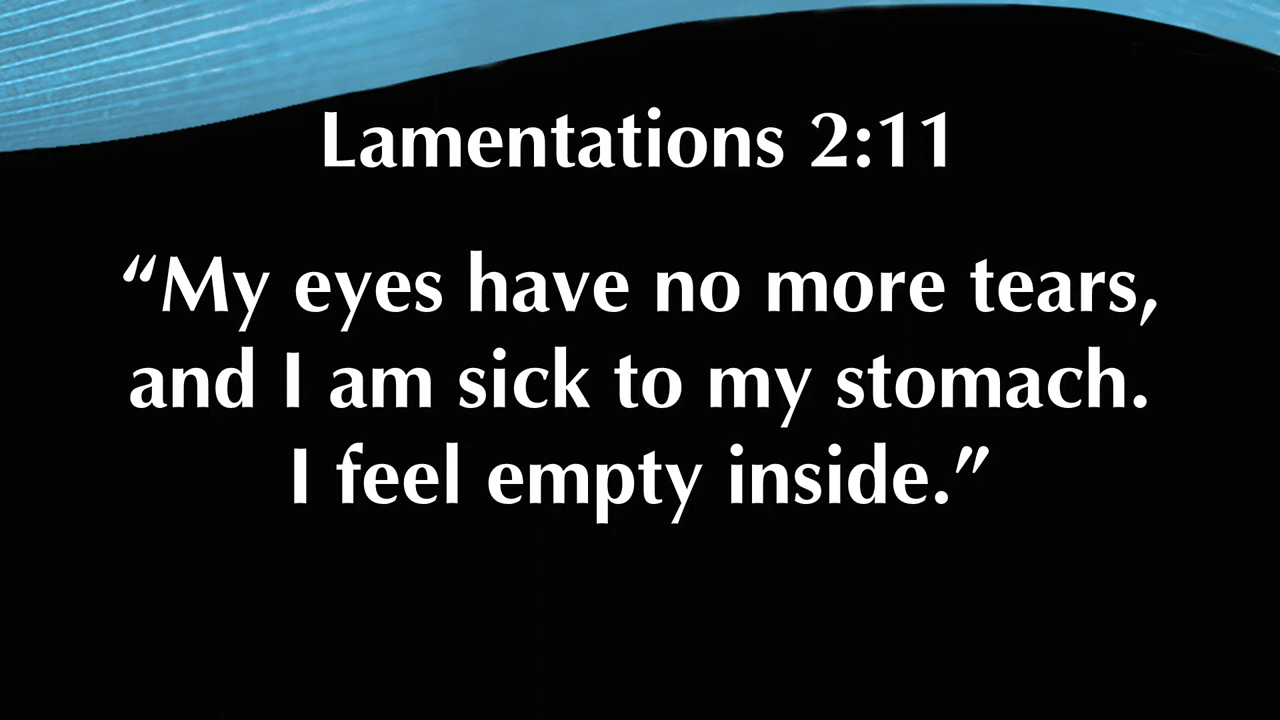 Lamentations 2:11
“My eyes have no more tears,
and I am sick to my stomach.
I feel empty inside.”